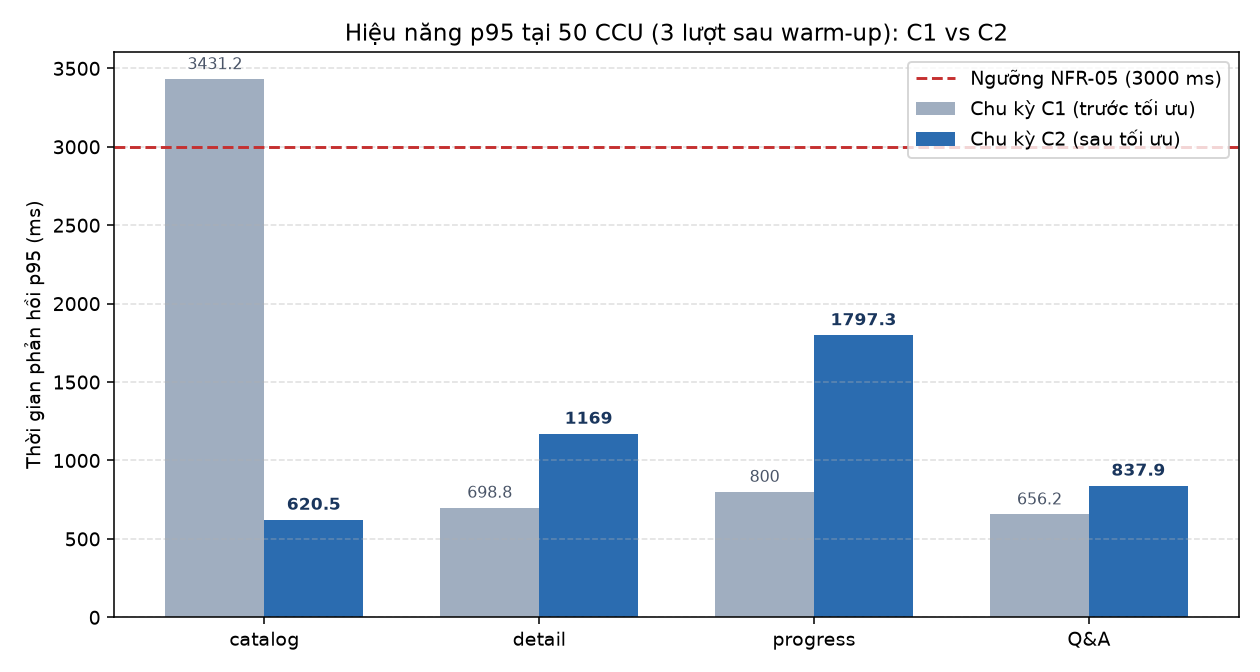 Hiệu năng p95 tại 50 CCU (3 lượt sau warm-up): C1 vs C2
Thời gian phản hồi p95 (ms)
3500
3000
2500
2000
1500
1000
500
0
3431.2
620.5
698.8
1169
800
1797.3
656.2
837.9
Ngưỡng NFR-05 (3000 ms)
Chu kỳ C1 (trước tối ưu)
Chu kỳ C2 (sau tối ưu)
catalog
detail
progress
Q&A